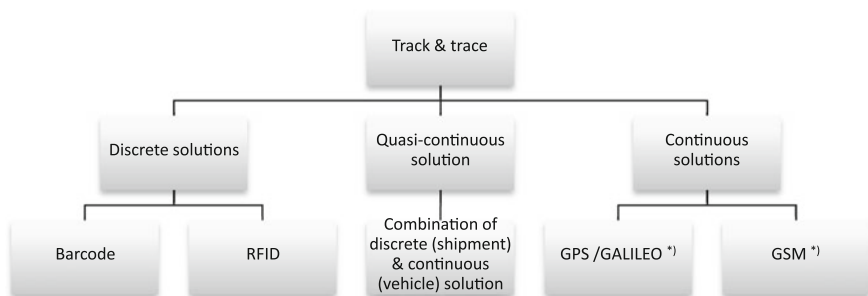 Track & trace
Discrete solutions
Quasi-continuous
solution
Continuous
solutions
Barcode
RFID
Combination of
discrete (shipment)
& continuous
(vehicle) solution
GPS /GALILEO *)
GSM *)